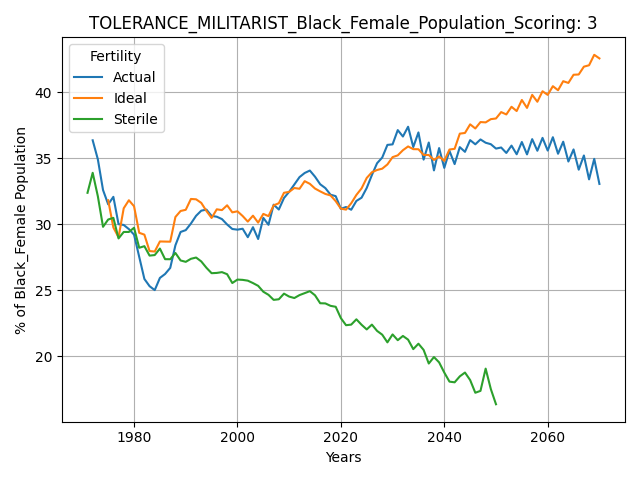 TOLERANCE_MILITARIST_Black_Female_Population_Scoring: 3
Fertility
Actual
Ideal
Sterile
% of Black_Female Population
40
35
30
25
20
1980
2000
2020
2040
2060
Years